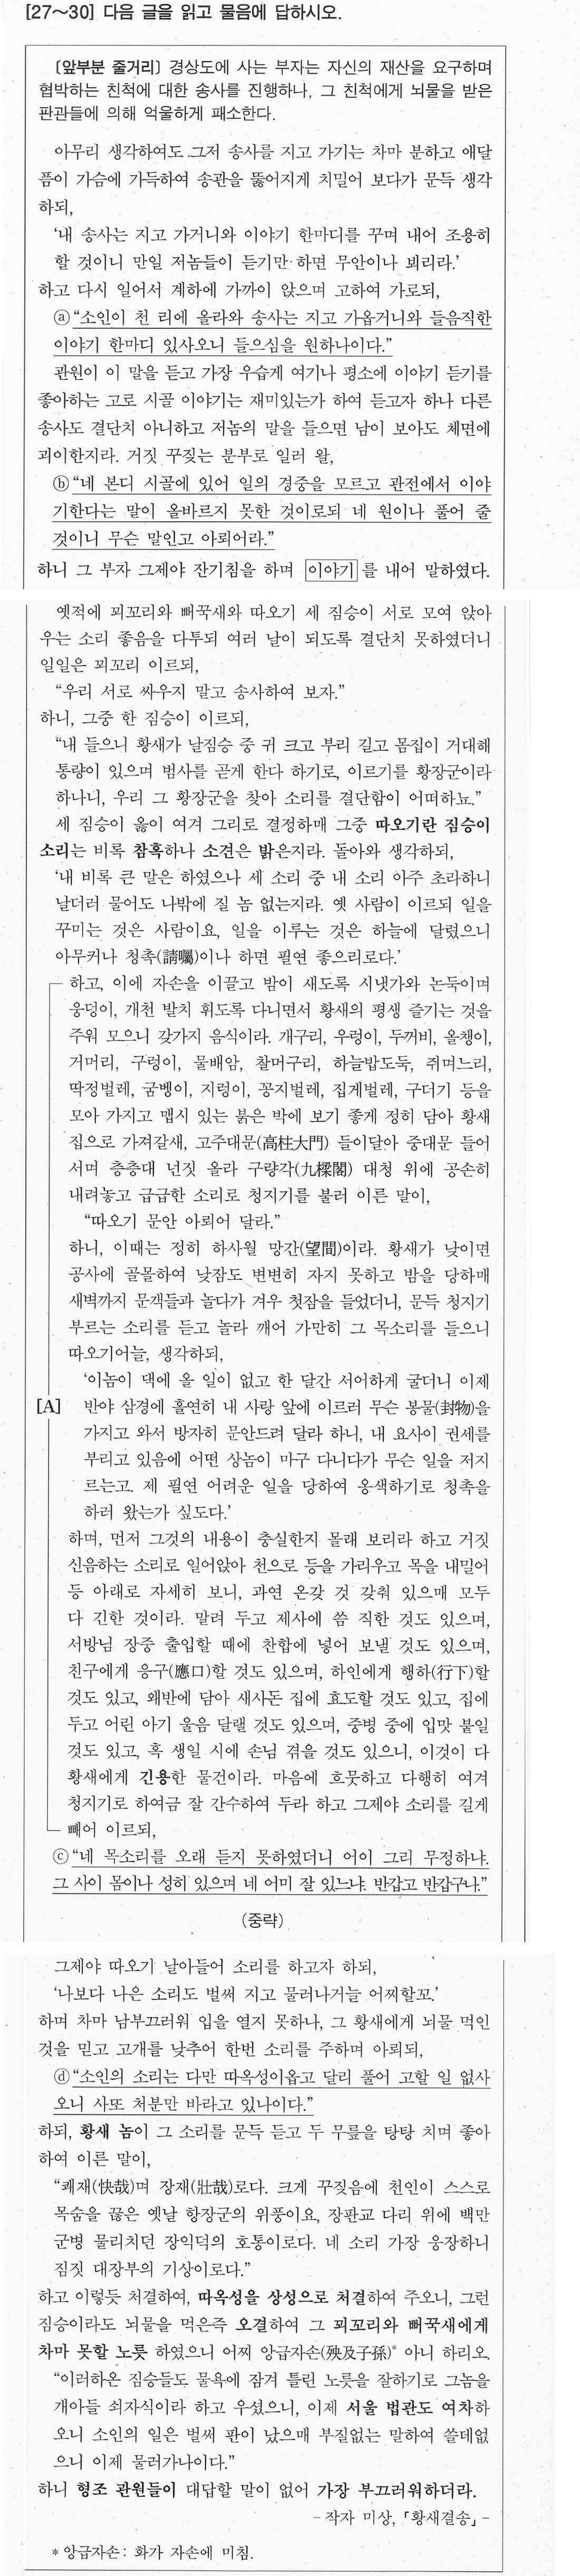 [27～30] 다음 글을 읽고 물음에 답하시오.
〔앞부분 줄거리〕 경상도에 사는 부자는 자신의 재산을 요구하며
협박하는 친척에 대한 송사를 진행하나, 그 친척에게 뇌물을 받은
판관들에 의해 억울하게 패소한다.
아무리 생각하여도 그저 송사를 지고 가기는 차마 분하고 애달
픔이 가슴에 가득하여 송관을 뚫어지게 치밀어 보다가 문득 생각
하되,
‘내 송사는 지고 가거니와 이야기 한마디를 꾸며 내어 조용히
할 것이니 만일 저놈들이 듣기만 하면 무안이나 뵈리라.’
하고 다시 일어서 계하에 가까이 앉으며 고하여 가로되,
ⓐ “소인이 천 리에 올라와 송사는 지고 가옵거니와 들음직한
이야기 한마디 있사오니 들으심을 원하나이다.”
관원이 이 말을 듣고 가장 우습게 여기나 평소에 이야기 듣기를
좋아하는 고로 시골 이야기는 재미있는가 하여 듣고자 하나 다른
송사도 결단치 아니하고 저놈의 말을 들으면 남이 보아도 체면에
괴이한지라. 거짓 꾸짖는 분부로 일러 왈,
ⓑ “네 본디 시골에 있어 일의 경중을 모르고 관전에서 이야
기한다는 말이 올바르지 못한 것이로되 네 원이나 풀어 줄
것이니 무슨 말인고 아뢰어라.”
하니 그 부자 그제야 잔기침을 하며 이야기 를 내어 말하였다.
옛적에 꾀꼬리와 뻐꾹새와 따오기 세 짐승이 서로 모여 앉아
우는 소리 좋음을 다투되 여러 날이 되도록 결단치 못하였더니
일일은 꾀꼬리 이르되,
“우리 서로 싸우지 말고 송사하여 보자.”
하니, 그중 한 짐승이 이르되,
“내 들으니 황새가 날짐승 중 귀 크고 부리 길고 몸집이 거대해
통량이 있으며 범사를 곧게 한다 하기로, 이르기를 황장군이라
하나니, 우리 그 황장군을 찾아 소리를 결단함이 어떠하뇨.”
세 짐승이 옳이 여겨 그리로 결정하매 그중 따오기란 짐승이
소리는 비록 참혹하나 소견은 밝은지라. 돌아와 생각하되,
‘내 비록 큰 말은 하였으나 세 소리 중 내 소리 아주 초라하니
날더러 물어도 나밖에 질 놈 없는지라. 옛 사람이 이르되 일을
꾸미는 것은 사람이요, 일을 이루는 것은 하늘에 달렸으니
아무커나 청촉(請囑)이나 하면 필연 좋으리로다.’
하고, 이에 자손을 이끌고 밤이 새도록 시냇가와 논둑이며
웅덩이, 개천 발치 휘도록 다니면서 황새의 평생 즐기는 것을
주워 모으니 갖가지 음식이라. 개구리, 우렁이, 두꺼비, 올챙이,
거머리, 구렁이, 물배암, 찰머구리, 하늘밥도둑, 쥐며느리,
딱정벌레, 굼벵이, 지렁이, 꽁지벌레, 집게벌레, 구더기 등을
모아 가지고 맵시 있는 붉은 박에 보기 좋게 정히 담아 황새
집으로 가져갈새, 고주대문(高柱大門) 들이달아 중대문 들어
서며 층층대 넌짓 올라 구량각(九樑閣) 대청 위에 공손히
내려놓고 급급한 소리로 청지기를 불러 이른 말이,
“따오기 문안 아뢰어 달라.”
하니, 이때는 정히 하사월 망간(望間)이라. 황새가 낮이면
공사에 골몰하여 낮잠도 변변히 자지 못하고 밤을 당하매
새벽까지 문객들과 놀다가 겨우 첫잠을 들었더니, 문득 청지기
부르는 소리를 듣고 놀라 깨어 가만히 그 목소리를 들으니
따오기어늘, 생각하되,
‘이놈이 댁에 올 일이 없고 한 달간 서어하게 굴더니 이제
[A] 반야 삼경에 홀연히 내 사랑 앞에 이르러 무슨 봉물(封物)을
가지고 와서 방자히 문안드려 달라 하니, 내 요사이 권세를
부리고 있음에 어떤 상놈이 마구 다니다가 무슨 일을 저지
르는고. 제 필연 어려운 일을 당하여 옹색하기로 청촉을
하러 왔는가 싶도다.’
하며, 먼저 그것의 내용이 충실한지 몰래 보리라 하고 거짓
신음하는 소리로 일어앉아 천으로 등을 가리우고 목을 내밀어
등 아래로 자세히 보니, 과연 온갖 것 갖춰 있으매 모두
다 긴한 것이라. 말려 두고 제사에 씀 직한 것도 있으며,
서방님 장중 출입할 때에 찬합에 넣어 보낼 것도 있으며,
친구에게 응구(應口)할 것도 있으며, 하인에게 행하(行下)할
것도 있고, 왜반에 담아 새사돈 집에 효도할 것도 있고, 집에
두고 어린 아기 울음 달랠 것도 있으며, 중병 중에 입맛 붙일
것도 있고, 혹 생일 시에 손님 겪을 것도 있으니, 이것이 다
황새에게 긴용한 물건이라. 마음에 흐뭇하고 다행히 여겨
청지기로 하여금 잘 간수하여 두라 하고 그제야 소리를 길게
빼어 이르되,
ⓒ “네 목소리를 오래 듣지 못하였더니 어이 그리 무정하냐.
그 사이 몸이나 성히 있으며 네 어미 잘 있느냐. 반갑고 반갑구나.”
(중략)
그제야 따오기 날아들어 소리를 하고자 하되,
‘나보다 나은 소리도 벌써 지고 물러나거늘 어찌할꼬.’
하며 차마 남부끄러워 입을 열지 못하나, 그 황새에게 뇌물 먹인
것을 믿고 고개를 낮추어 한번 소리를 주하며 아뢰되,
ⓓ “소인의 소리는 다만 따옥성이옵고 달리 풀어 고할 일 없사
오니 사또 처분만 바라고 있나이다.”
하되, 황새 놈이 그 소리를 문득 듣고 두 무릎을 탕탕 치며 좋아
하여 이른 말이,
“쾌재(快哉)며 장재(壯哉)로다. 크게 꾸짖음에 천인이 스스로
목숨을 끊은 옛날 항장군의 위풍이요, 장판교 다리 위에 백만
군병 물리치던 장익덕의 호통이로다. 네 소리 가장 웅장하니
짐짓 대장부의 기상이로다.”
하고 이렇듯 처결하여, 따옥성을 상성으로 처결하여 주오니, 그런
짐승이라도 뇌물을 먹은즉 오결하여 그 꾀꼬리와 뻐꾹새에게
차마 못할 노릇 하였으니 어찌 앙급자손(殃及子孫)* 아니 하리오.
“이러하온 짐승들도 물욕에 잠겨 틀린 노릇을 잘하기로 그놈을
개아들 쇠자식이라 하고 우셨으니, 이제 서울 법관도 여차하
오니 소인의 일은 벌써 판이 났으매 부질없는 말하여 쓸데없
으니 이제 물러가나이다.”
하니 형조 관원들이 대답할 말이 없어 가장 부끄러워하더라.
- 작자 미상, 「황새결송」 -
* 앙급자손: 화가 자손에 미침.